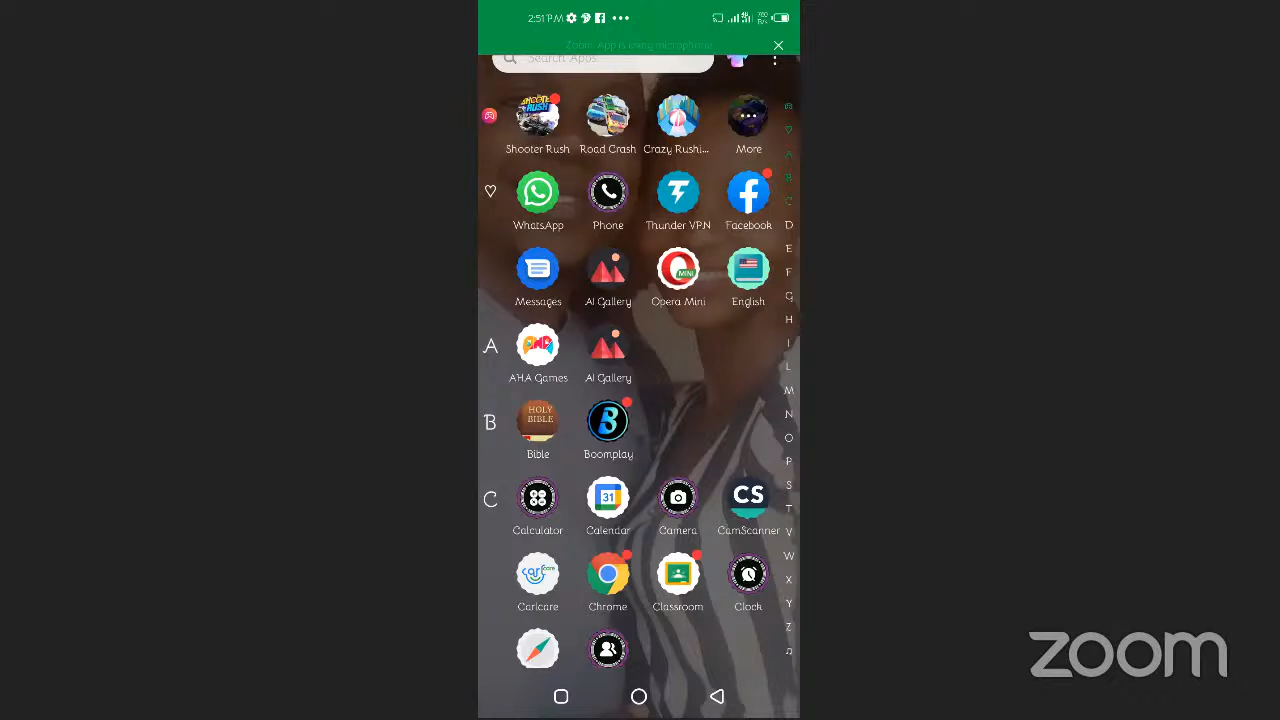 2:51 P.M 760 B/s
Zoom App is using microphone
Search Apps
Shooter Rush Road Crash Crazy Rushi... More
WhatsApp Phone Thunder VPN Facebook
Messages AI Gallery Opera Mini English
A
AHA Games AI Gallery
B
HOLY BIBLE
Bible Boomplay
C
31 CS
Calculator Calendar Camera CamScanner
Carlcare Chrome Classroom Clock
A
B
C
D
E
F
G
H
I
L
M
N
O
P
S
T
V
W
X
Y
Z
zoom